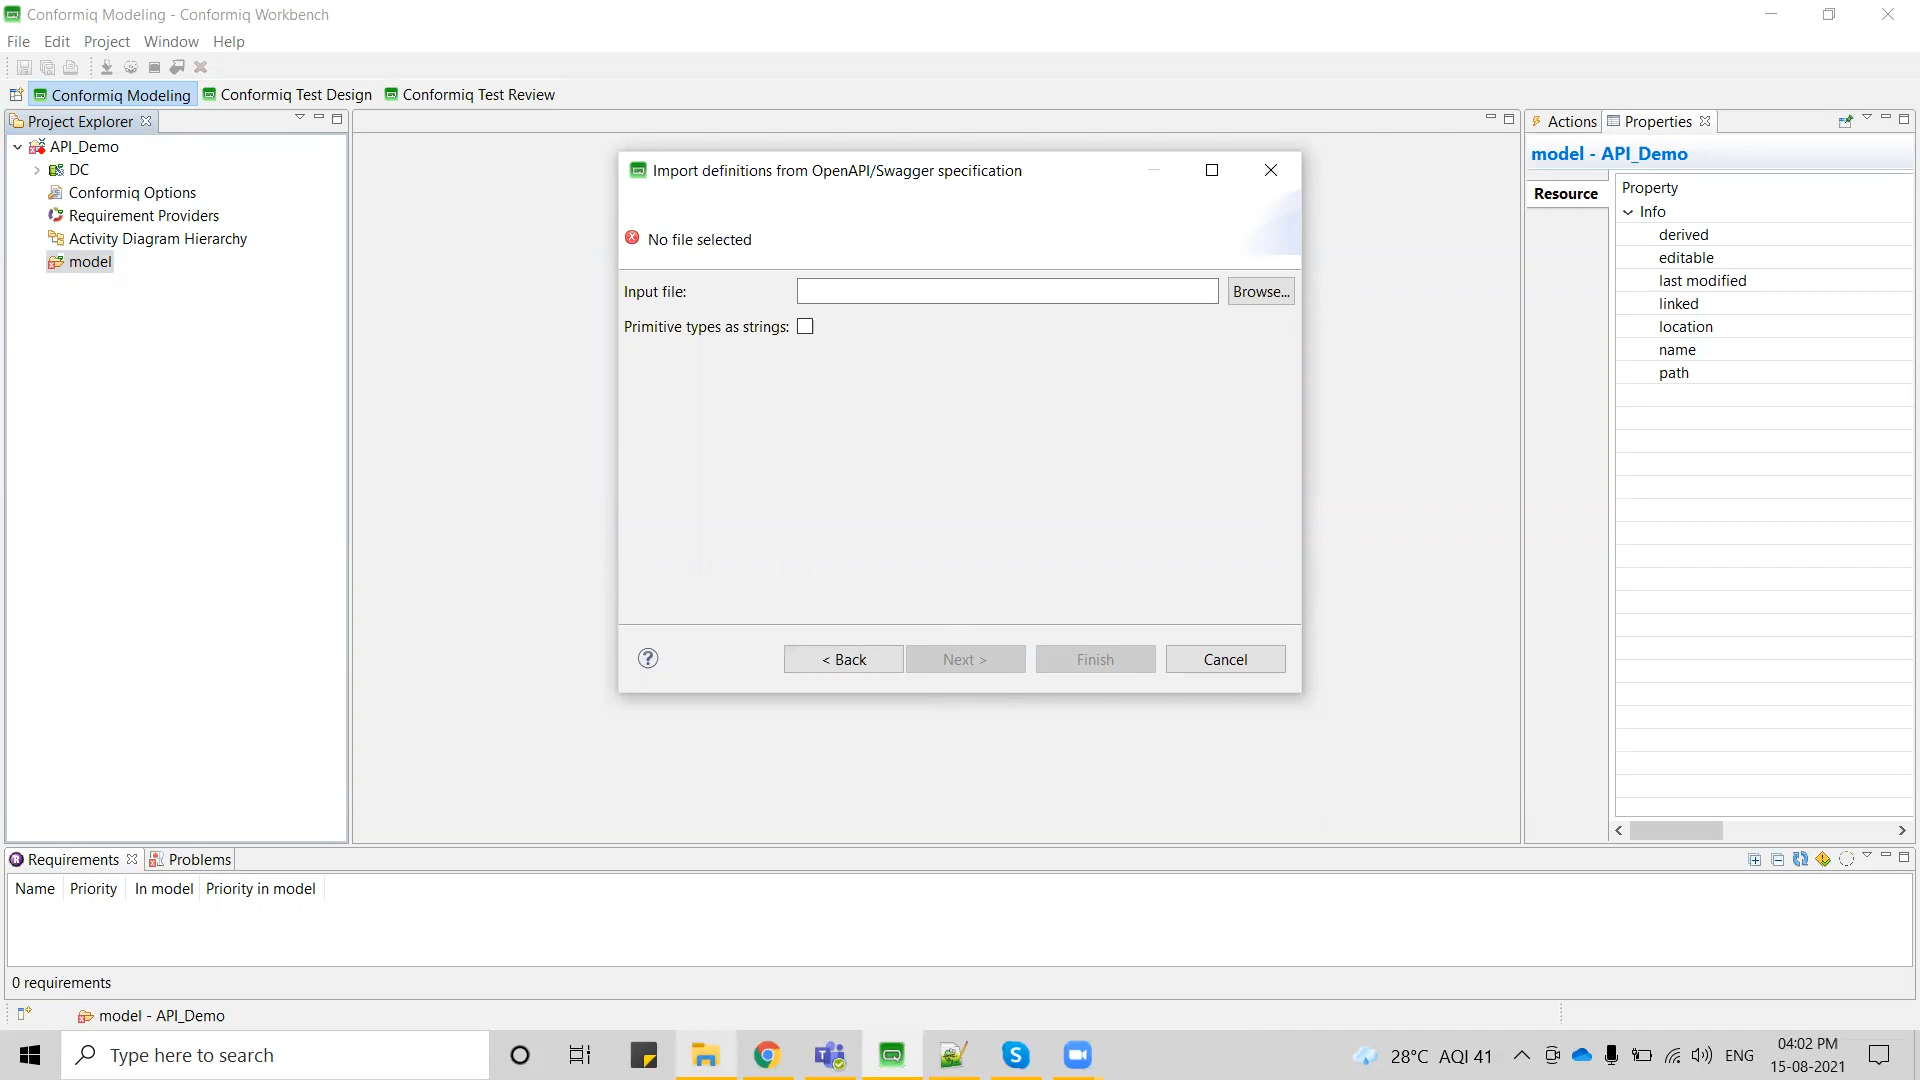 Conformiq Modeling - Conformiq Workbench
File Edit Project Window Help
Conformiq Modeling Conformiq Test Design Conformiq Test Review
Project Explorer
API_Demo
DC
Conformiq Options
Requirement Providers
Activity Diagram Hierarchy
model
Import definitions from OpenAPI/Swagger specification
No file selected
Input file:
Browse...
Primitive types as strings:
< Back
Next >
Finish
Cancel
Actions Properties
model - API_Demo
Resource
Property
Info
derived
editable
last modified
linked
location
name
path
Requirements Problems
Name Priority In model Priority in model
0 requirements
model - API_Demo
Type here to search
28°C AQI 41
ENG
04:02 PM
15-08-2021